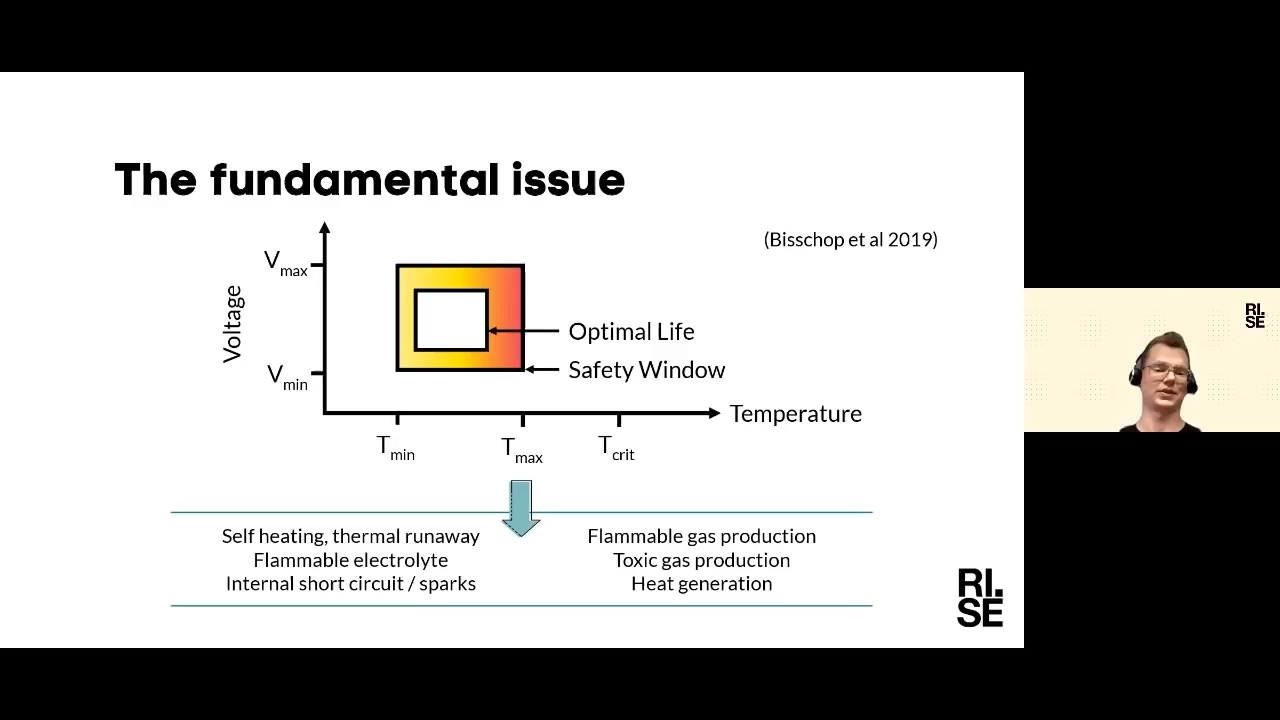 The fundamental issue
(Bisschop et al 2019)
Vmax
Voltage
Vmin
Optimal Life
Safety Window
Temperature
Tmin
Tmax
Tcrit
Self heating, thermal runaway
Flammable electrolyte
Internal short circuit / sparks
Flammable gas production
Toxic gas production
Heat generation
RI.
SE
RI.
SE